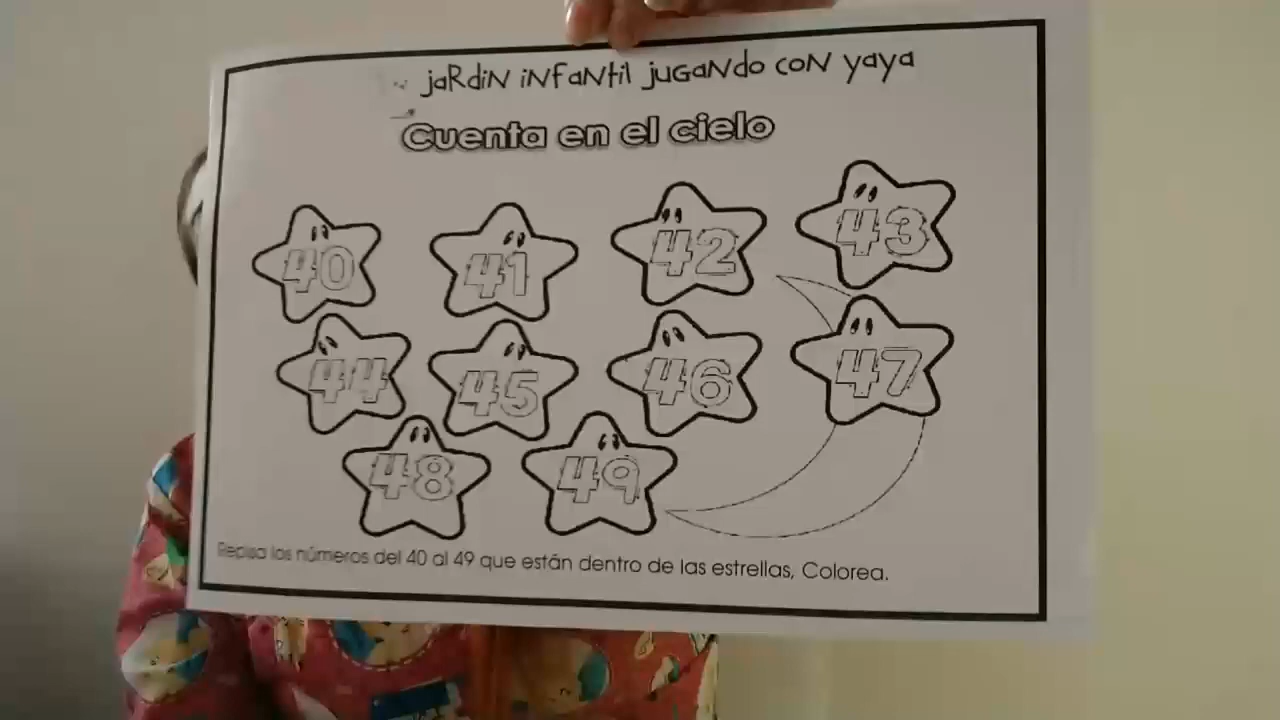 jaRdiN iNfaNtil jugaNdo coN yaya
Cuenta en el cielo
40 41 42 43
44 45 46 47
48 49
Repisa los números del 40 al 49 que están dentro de las estrellas, Colorea.